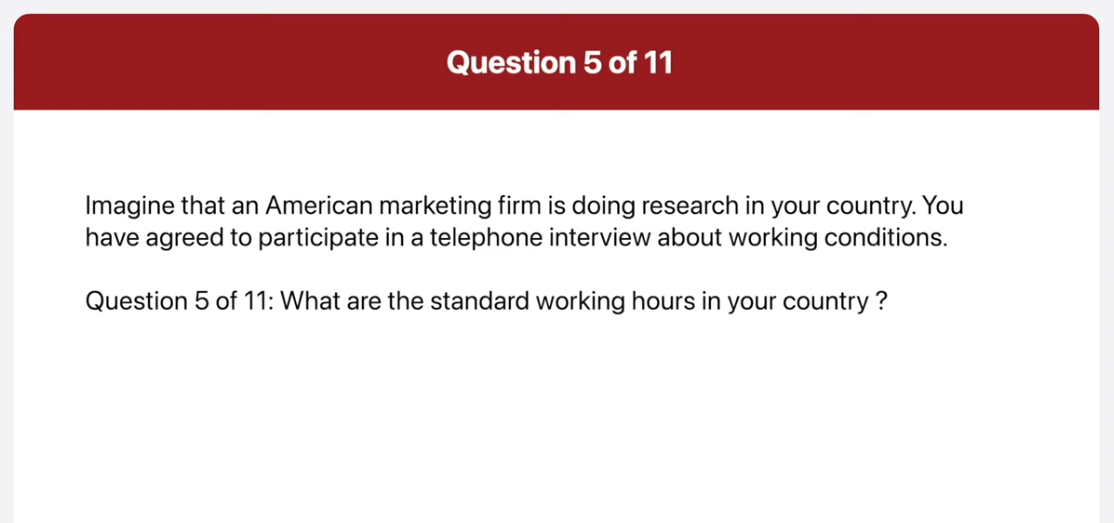 Question 5 of 11
Imagine that an American marketing firm is doing research in your country. You
have agreed to participate in a telephone interview about working conditions.
Question 5 of 11: What are the standard working hours in your country ?